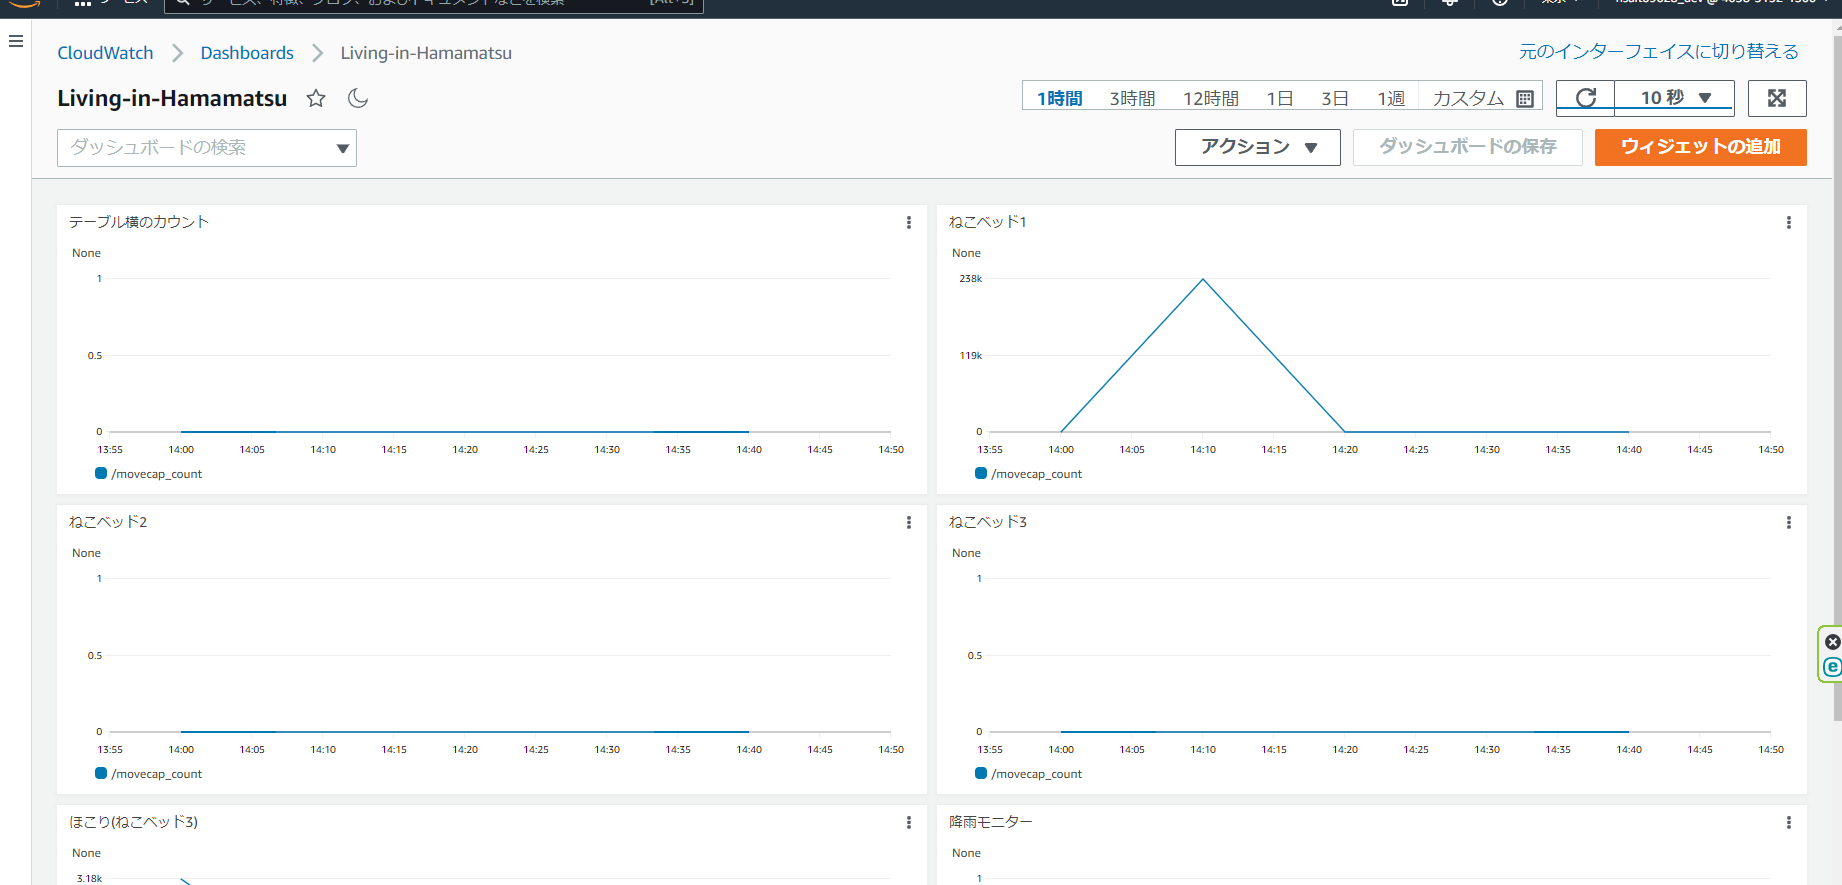 CloudWatch > Dashboards > Living-in-Hamamatsu
元のインターフェイスに切り替える
Living-in-Hamamatsu
1時間 3時間 12時間 1日 3日 1週 カスタム
10 秒
ダッシュボードの検索
アクション
ダッシュボードの保存
ウィジェットの追加
テーブル横のカウント
None
1
0.5
0
13:55 14:00 14:05 14:10 14:15 14:20 14:25 14:30 14:35 14:40 14:45 14:50
/movecap_count
ねこベッド1
None
238k
119k
0
13:55 14:00 14:05 14:10 14:15 14:20 14:25 14:30 14:35 14:40 14:45 14:50
/movecap_count
ねこベッド2
None
1
0.5
0
13:55 14:00 14:05 14:10 14:15 14:20 14:25 14:30 14:35 14:40 14:45 14:50
/movecap_count
ねこベッド3
None
1
0.5
0
13:55 14:00 14:05 14:10 14:15 14:20 14:25 14:30 14:35 14:40 14:45 14:50
/movecap_count
ほこり(ねこベッド3)
None
3.18k
降雨モニター
None
1